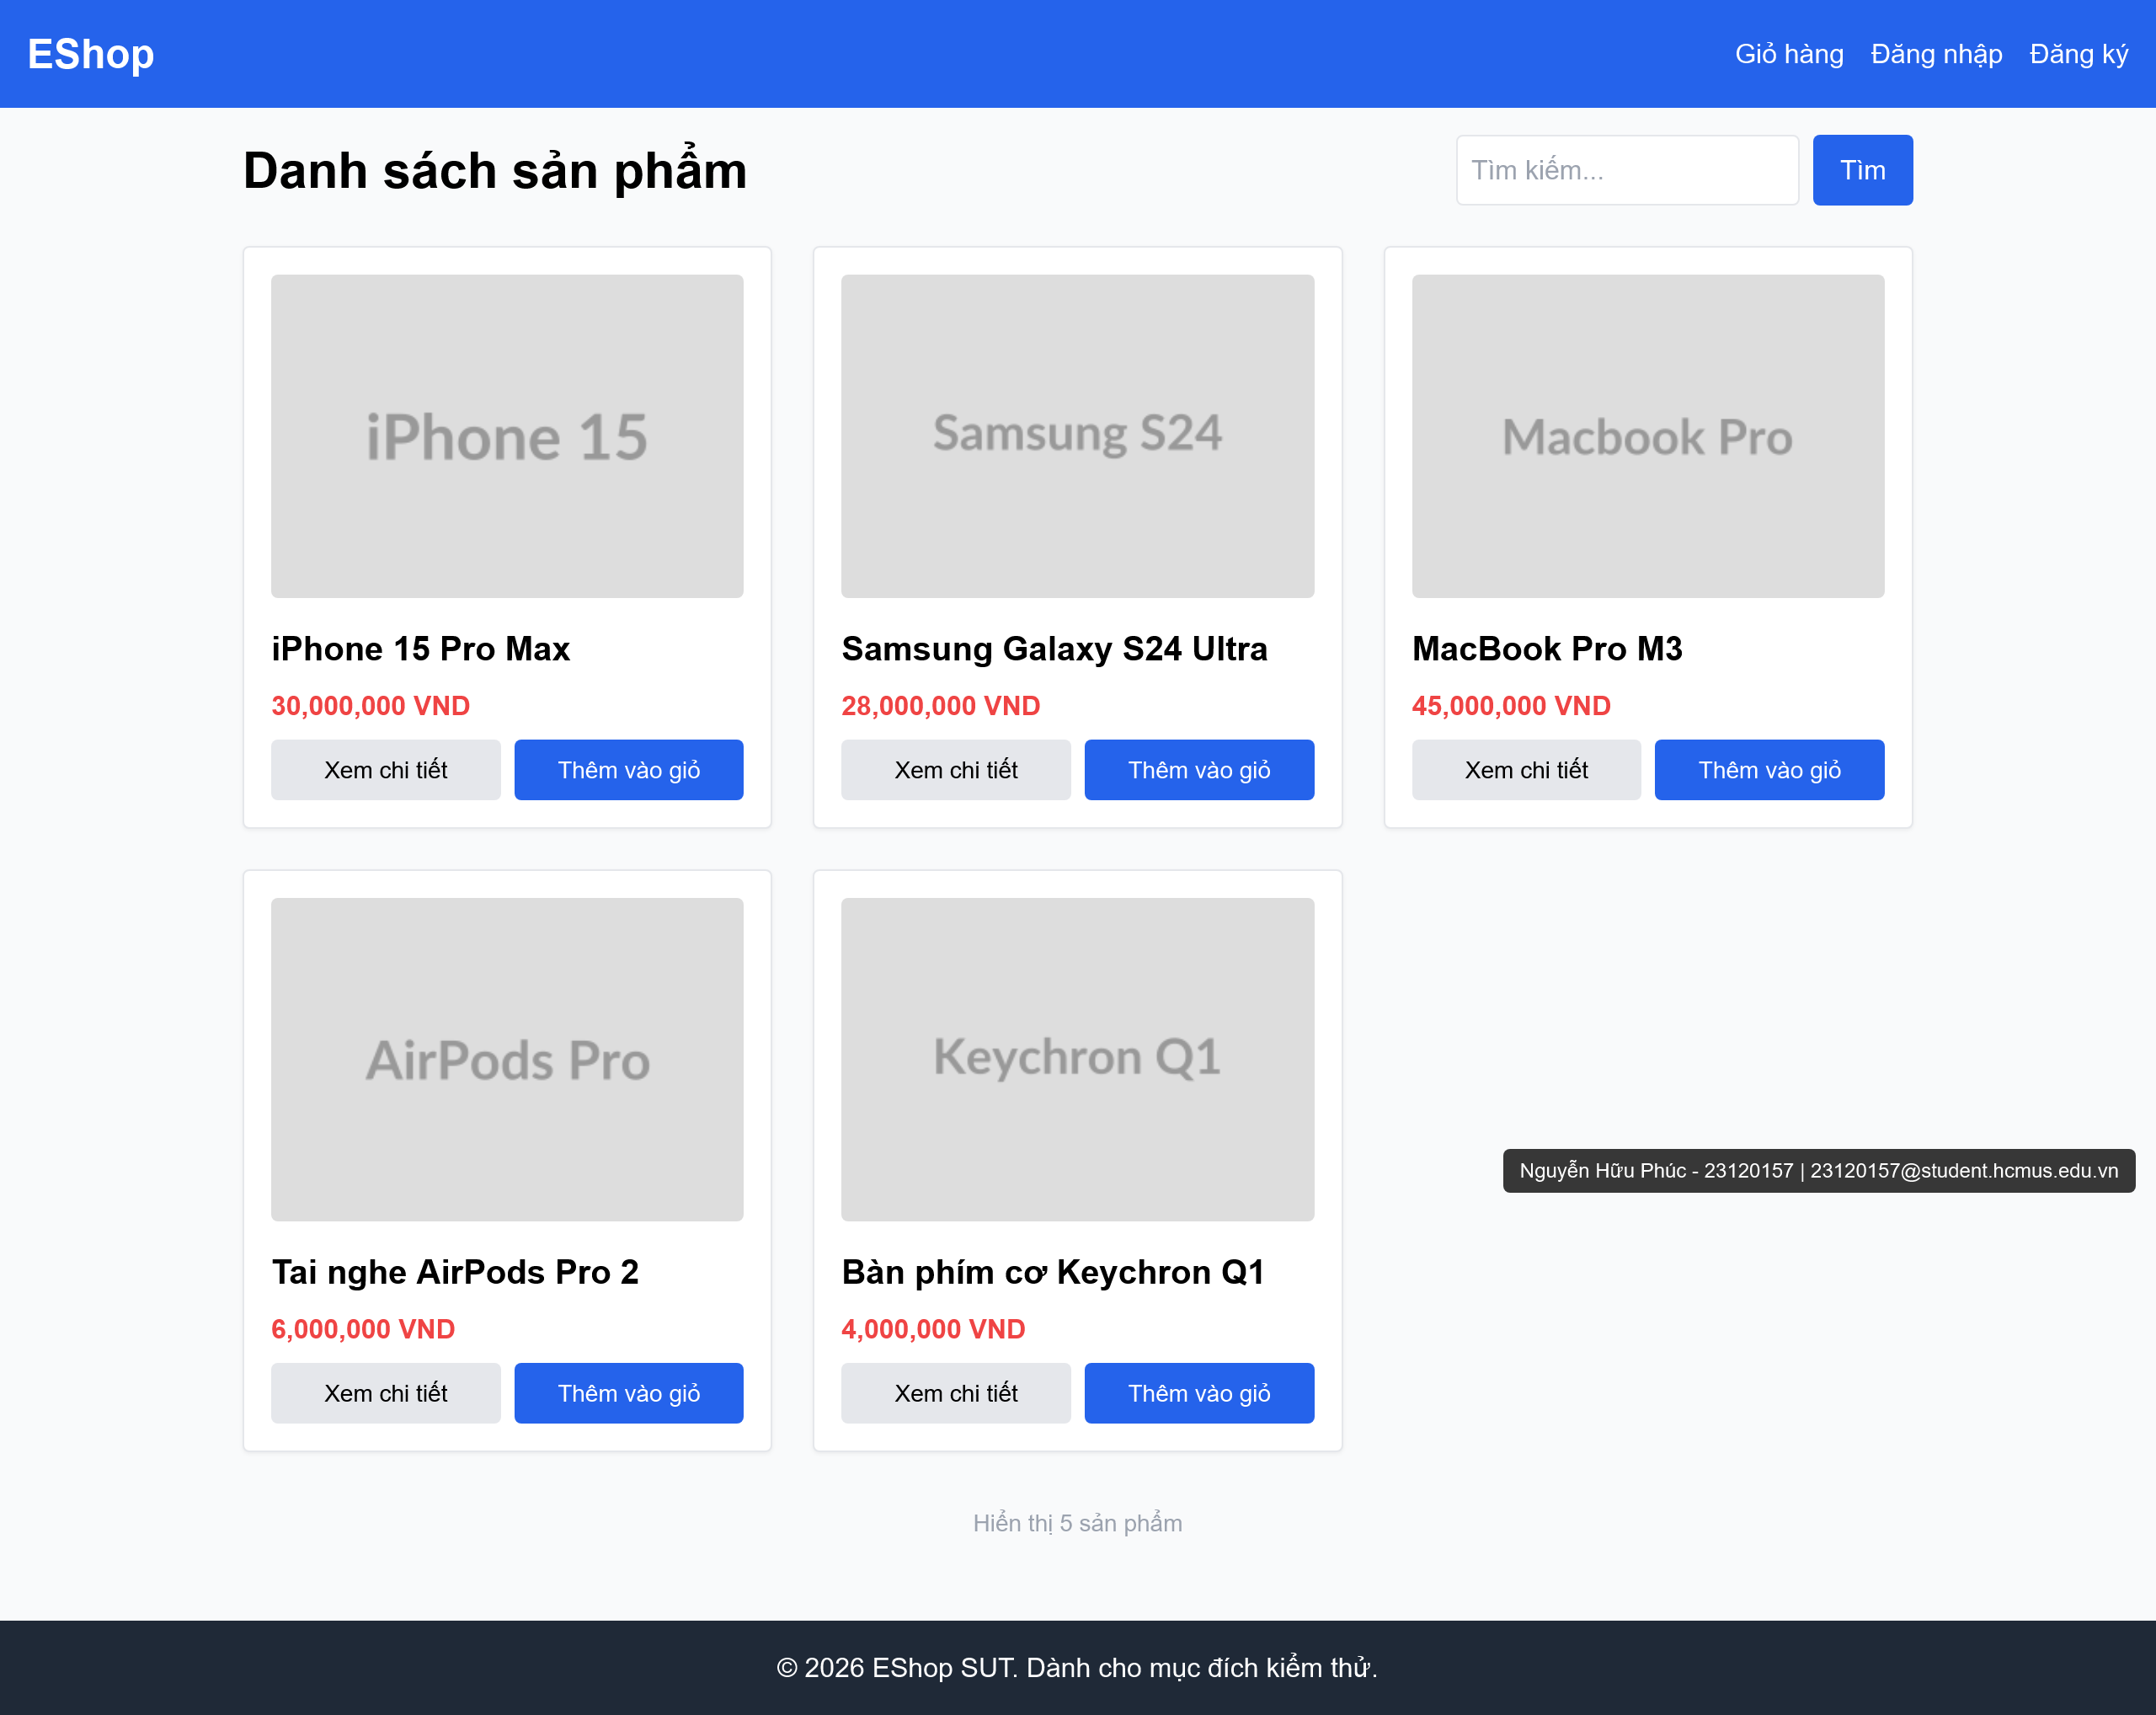 EShop
Giỏ hàng Đăng nhập Đăng ký
Danh sách sản phẩm
Tìm kiếm...
Tìm
iPhone 15
Samsung S24
Macbook Pro
iPhone 15 Pro Max
Samsung Galaxy S24 Ultra
MacBook Pro M3
30,000,000 VND
28,000,000 VND
45,000,000 VND
Xem chi tiết Thêm vào giỏ
Xem chi tiết Thêm vào giỏ
Xem chi tiết Thêm vào giỏ
AirPods Pro
Keychron Q1
Nguyễn Hữu Phúc - 23120157 | 23120157@student.hcmus.edu.vn
Tai nghe AirPods Pro 2
Bàn phím cơ Keychron Q1
6,000,000 VND
4,000,000 VND
Xem chi tiết Thêm vào giỏ
Xem chi tiết Thêm vào giỏ
Hiển thị 5 sản phẩm
© 2026 EShop SUT. Dành cho mục đích kiểm thử.